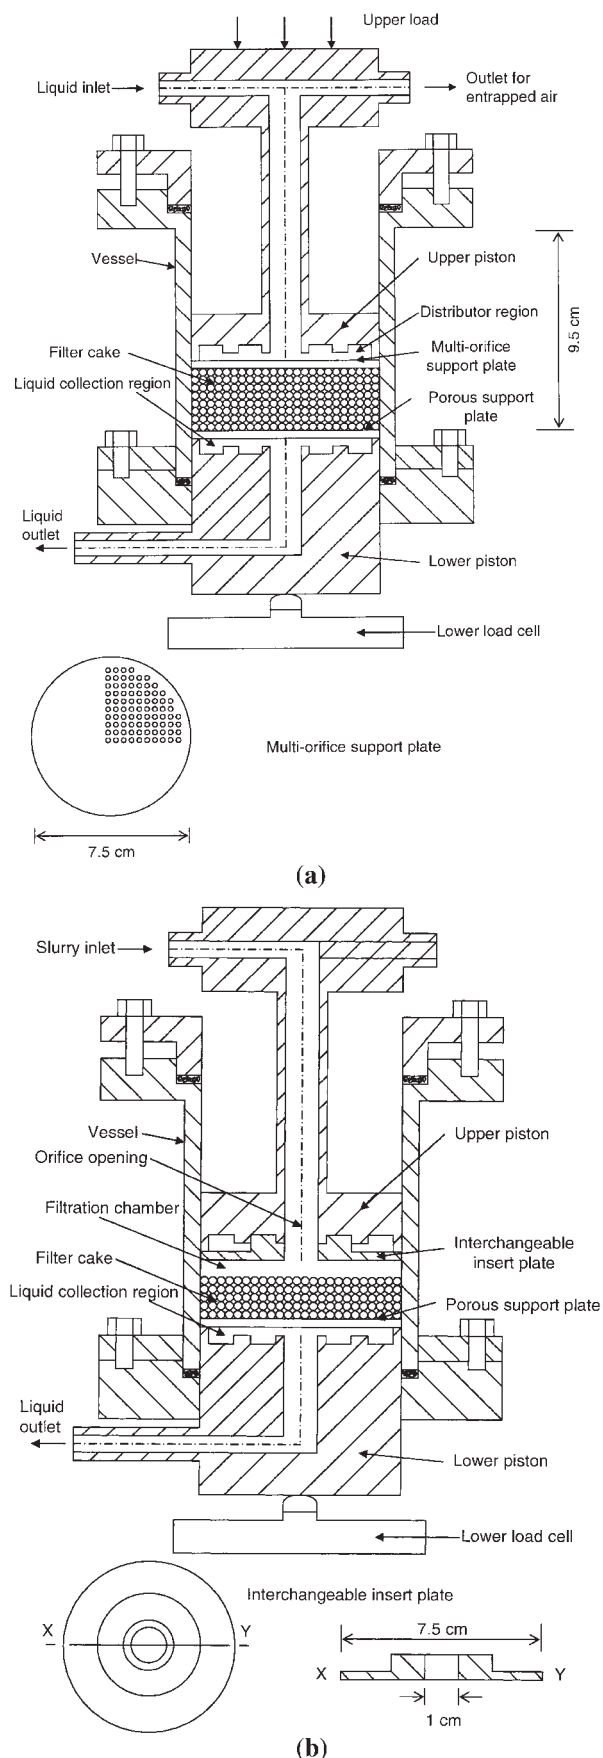 Upper load
Liquid inlet
Outlet for
entrapped air
Vessel
Upper piston
9.5 cm
Distributor region
Filter cake
Multi-orifice
support plate
Liquid collection region
Porous support
plate
Liquid
outlet
Lower piston
Lower load cell
Multi-orifice support plate
7.5 cm
(a)
Slurry inlet
Vessel
Upper piston
Orifice opening
Filtration chamber
Interchangeable
insert plate
Filter cake
Liquid collection region
Porous support plate
Liquid
outlet
Lower piston
Lower load cell
Interchangeable insert plate
X Y
7.5 cm
X Y
1 cm
(b)